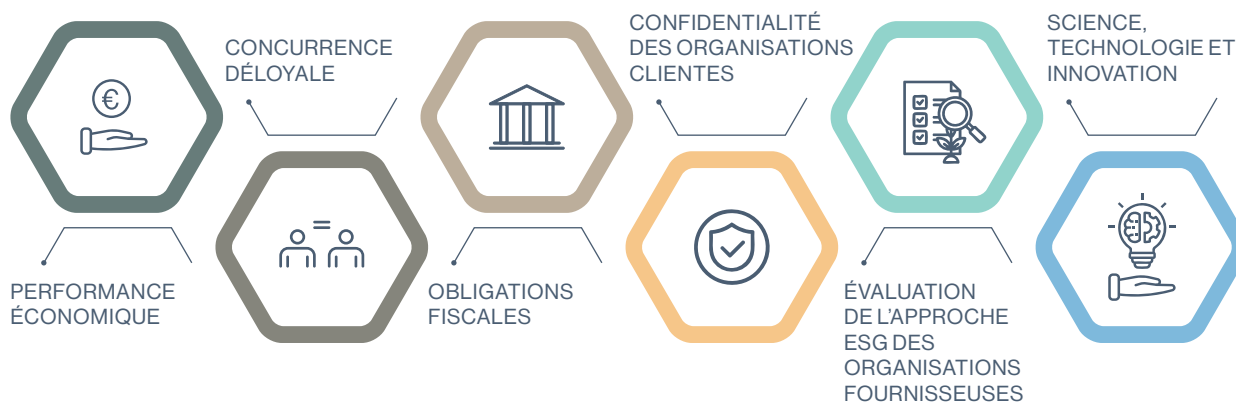 PERFORMANCE
ÉCONOMIQUE
CONCURRENCE
DÉLOYALE
OBLIGATIONS
FISCALES
CONFIDENTIALITÉ
DES ORGANISATIONS
CLIENTES
ÉVALUATION
DE L'APPROCHE
ESG DES
ORGANISATIONS
FOURNISSEUSES
SCIENCE,
TECHNOLOGIE ET
INNOVATION